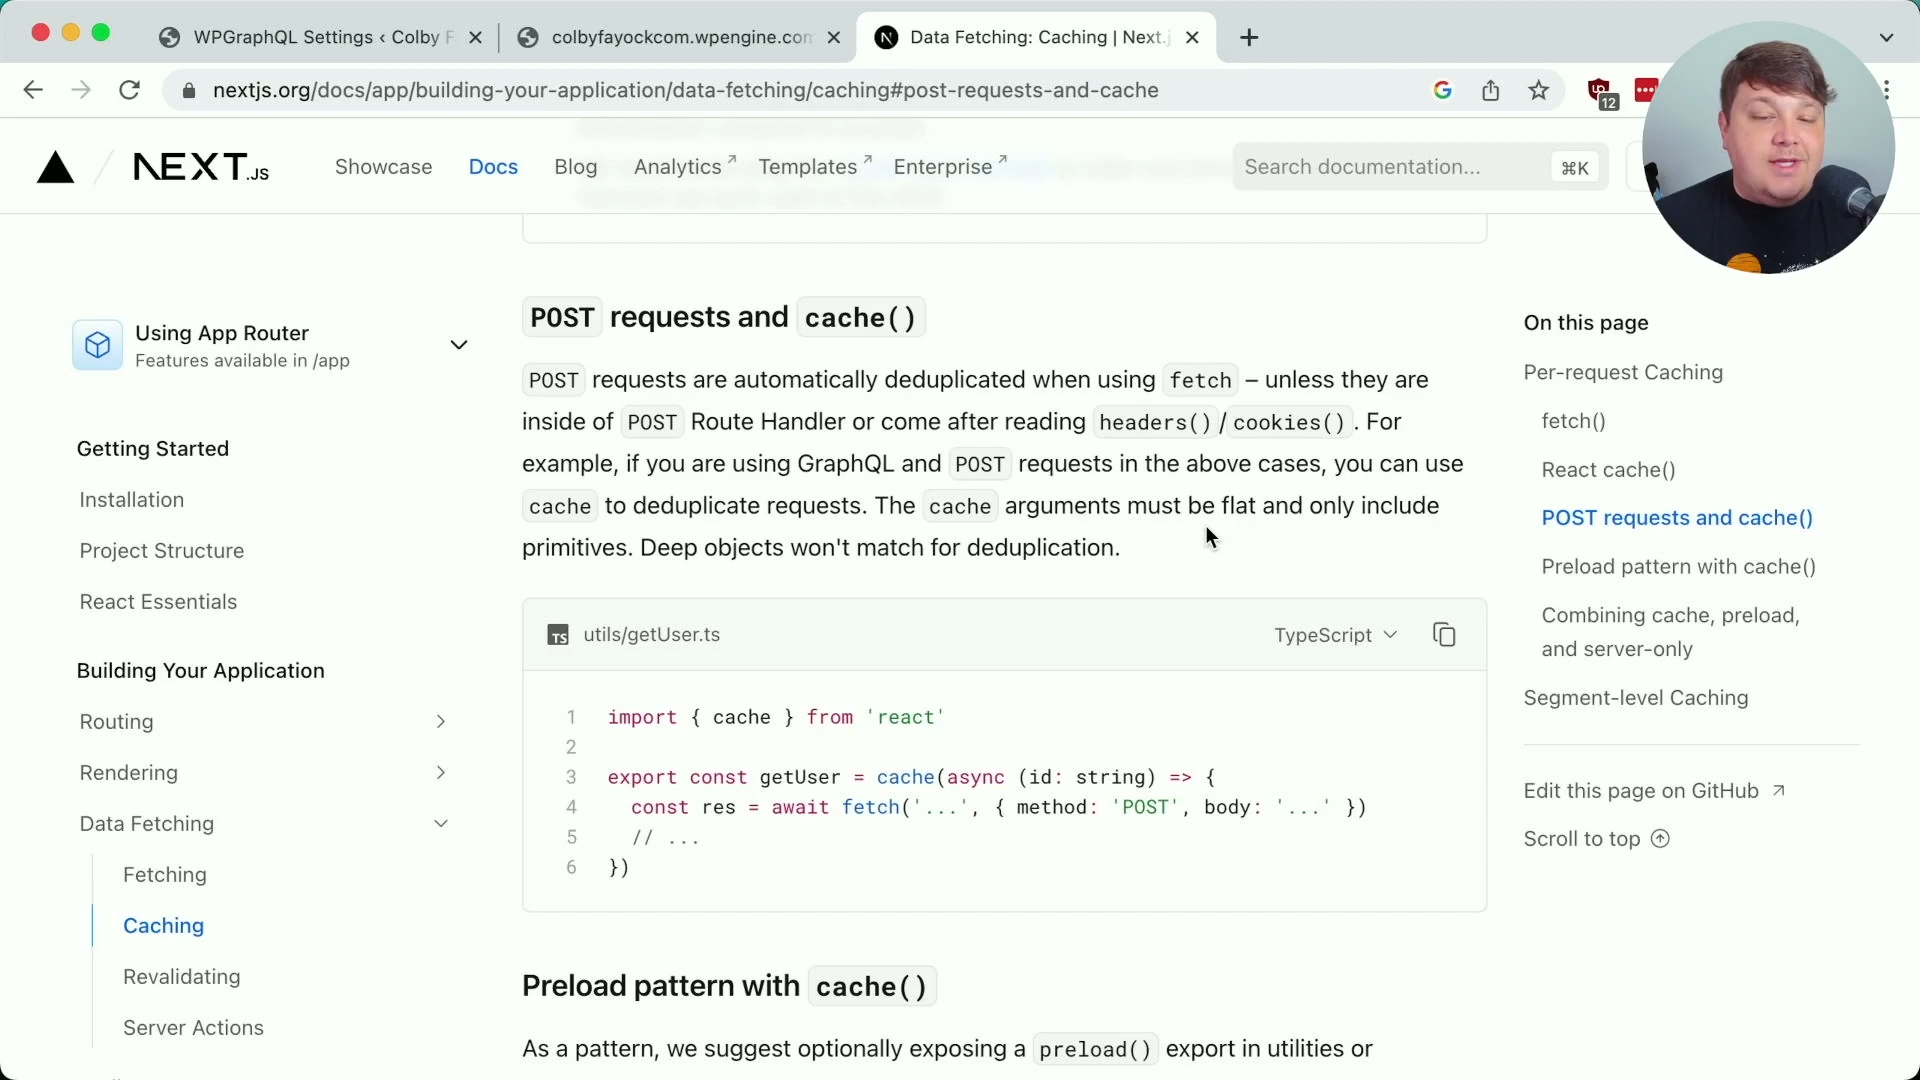 WPGraphQL Settings ‹ Colby F
colbyfayockcom.wpengine.com
Data Fetching: Caching | Next.j
nextjs.org/docs/app/building-your-application/data-fetching/caching#post-requests-and-cache
12
NEXT.JS
Showcase
Docs
Blog
Analytics
Templates
Enterprise
Search documentation...
⌘K
Using App Router
Features available in /app
Getting Started
Installation
Project Structure
React Essentials
Building Your Application
Routing
Rendering
Data Fetching
Fetching
Caching
Revalidating
Server Actions
POST requests and cache()
POST requests are automatically deduplicated when using fetch – unless they are
inside of POST Route Handler or come after reading headers()/cookies(). For
example, if you are using GraphQL and POST requests in the above cases, you can use
cache to deduplicate requests. The cache arguments must be flat and only include
primitives. Deep objects won't match for deduplication.
TS utils/getUser.ts
TypeScript
1 import { cache } from 'react'
2
3 export const getUser = cache(async (id: string) => {
4 const res = await fetch('...', { method: 'POST', body: '...' })
5 // ...
6 })
Preload pattern with cache()
As a pattern, we suggest optionally exposing a preload() export in utilities or
On this page
Per-request Caching
fetch()
React cache()
POST requests and cache()
Preload pattern with cache()
Combining cache, preload,
and server-only
Segment-level Caching
Edit this page on GitHub
Scroll to top